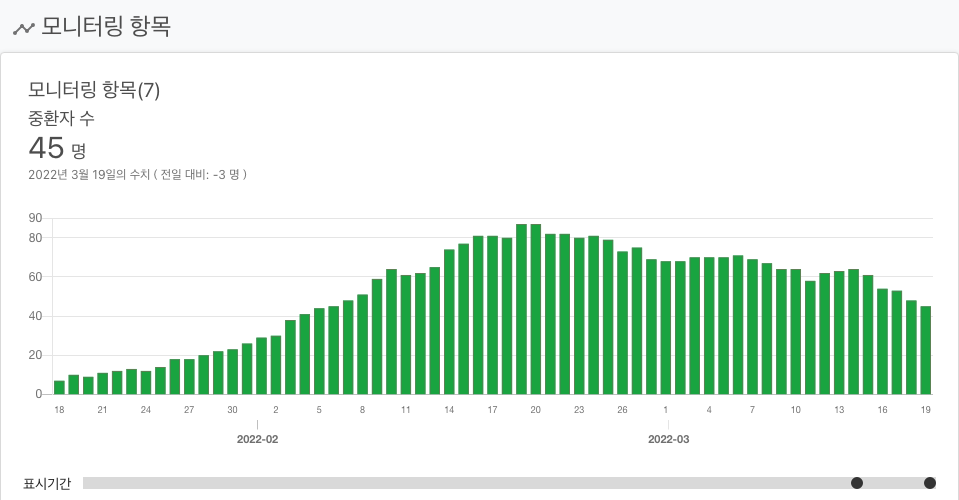 모니터링 항목
모니터링 항목(7)
중환자 수
45 명
2022년 3월 19일의 수치 ( 전일 대비: -3 명 )
90
80
60
40
20
0
18 21 24 27 30 2 5 8 11 14 17 20 23 26 1 4 7 10 13 16 19
2022-02 2022-03
표시기간